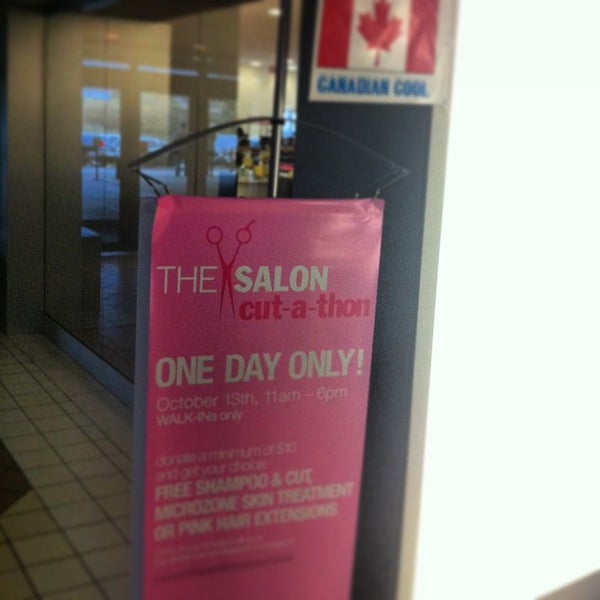 CANADIAN COOL
THE SALON
cut-a-thon
ONE DAY ONLY!
October 13th, 11am – 6pm
WALK-INs only
donate a minimum of $10
and get your choice:
FREE SHAMPOO & CUT,
MICROZONE SKIN TREATMENT
OR PINK HAIR EXTENSIONS